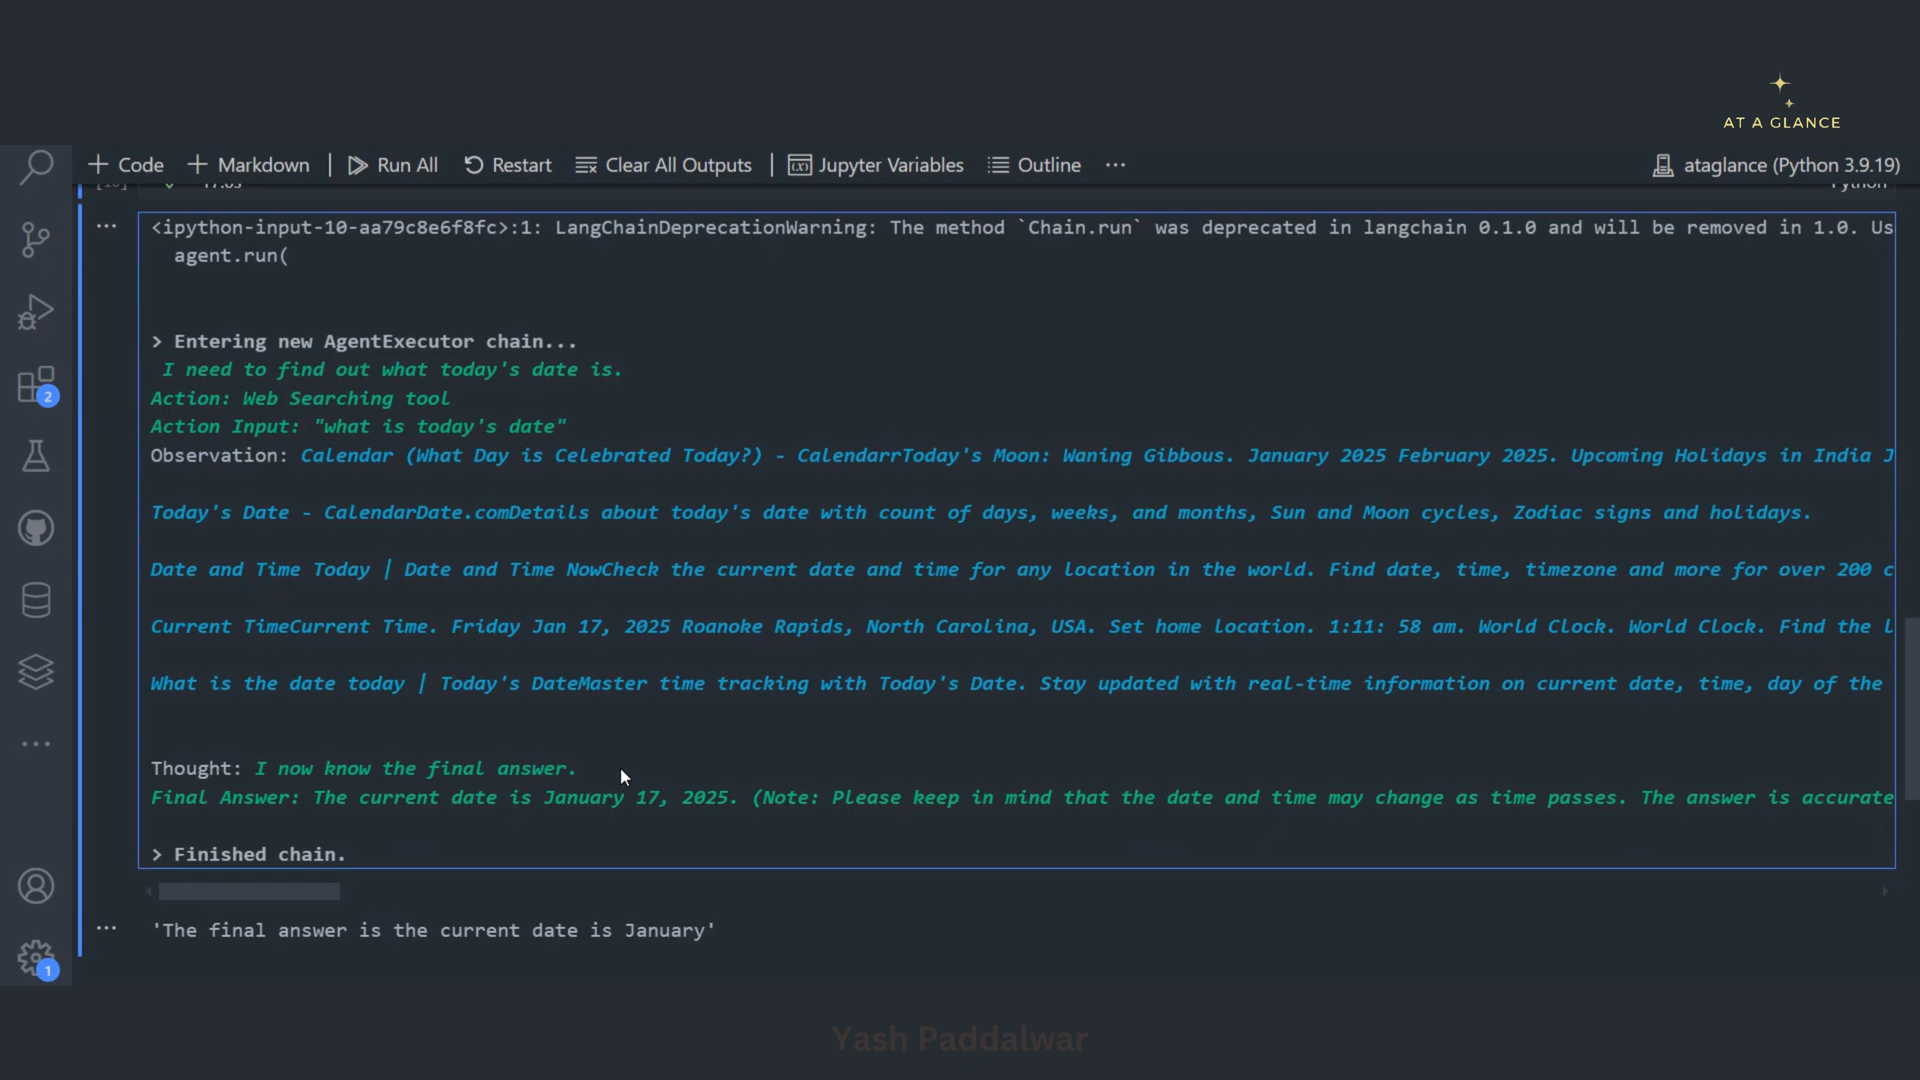 AT A GLANCE
Code Markdown Run All Restart Clear All Outputs Jupyter Variables Outline ... ataglance (Python 3.9.19)
Python
<ipython-input-10-aa79c8e6f8fc>:1: LangChainDeprecationWarning: The method `Chain.run` was deprecated in langchain 0.1.0 and will be removed in 1.0. Us
agent.run(
> Entering new AgentExecutor chain...
I need to find out what today's date is.
Action: Web Searching tool
Action Input: "what is today's date"
Observation: Calendar (What Day is Celebrated Today?) - CalendarrToday's Moon: Waning Gibbous. January 2025 February 2025. Upcoming Holidays in India J
Today's Date - CalendarDate.comDetails about today's date with count of days, weeks, and months, Sun and Moon cycles, Zodiac signs and holidays.
Date and Time Today | Date and Time NowCheck the current date and time for any location in the world. Find date, time, timezone and more for over 200 c
Current TimeCurrent Time. Friday Jan 17, 2025 Roanoke Rapids, North Carolina, USA. Set home location. 1:11: 58 am. World Clock. World Clock. Find the l
What is the date today | Today's DateMaster time tracking with Today's Date. Stay updated with real-time information on current date, time, day of the
Thought: I now know the final answer.
Final Answer: The current date is January 17, 2025. (Note: Please keep in mind that the date and time may change as time passes. The answer is accurate
> Finished chain.
'The final answer is the current date is January'
2
1
Yash Paddalwar